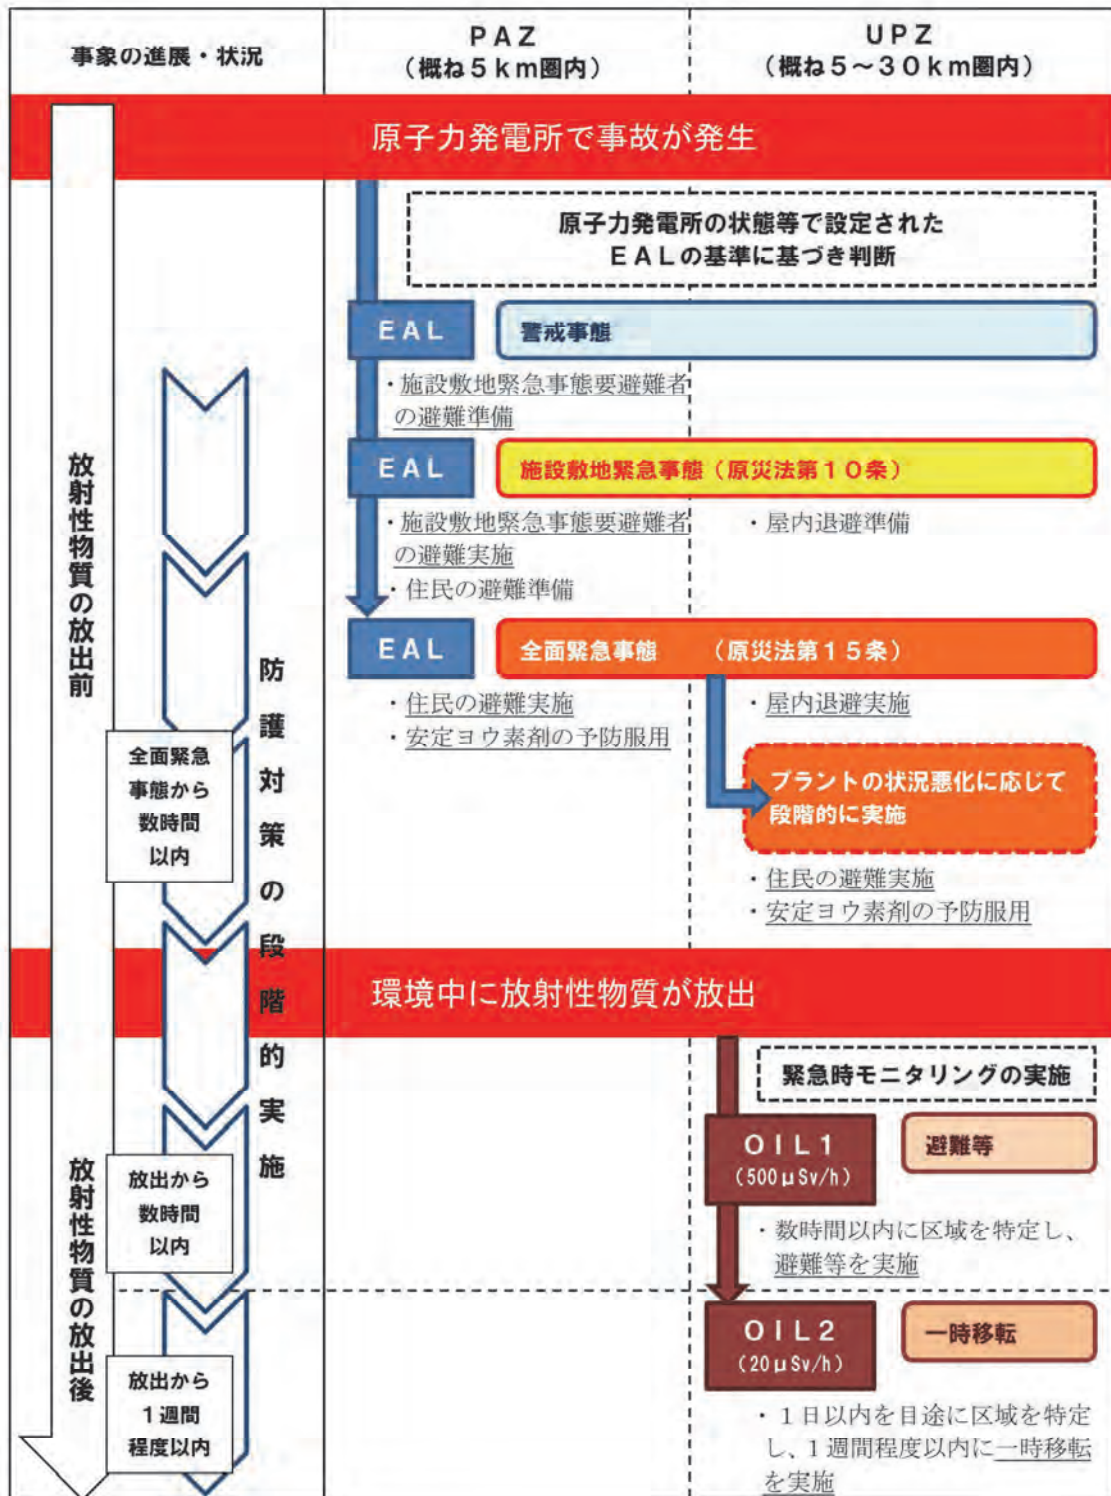 事象の進展・状況
ＰＡＺ
（概ね５ｋｍ圏内）
ＵＰＺ
（概ね５～３０ｋｍ圏内）
原子力発電所で事故が発生
原子力発電所の状態等で設定された
ＥＡＬの基準に基づき判断
ＥＡＬ
警戒事態
・施設敷地緊急事態要避難者
の避難準備
ＥＡＬ
施設敷地緊急事態（原災法第１０条）
・施設敷地緊急事態要避難者
の避難実施
・住民の避難準備
・屋内退避準備
ＥＡＬ
全面緊急事態　　（原災法第１５条）
・住民の避難実施
・安定ヨウ素剤の予防服用
・屋内退避実施
プラントの状況悪化に応じて
段階的に実施
・住民の避難実施
・安定ヨウ素剤の予防服用
放射性物質の放出前
全面緊急
事態から
数時間
以内
防護対策の段階的実施
環境中に放射性物質が放出
緊急時モニタリングの実施
ＯＩＬ１
（500μSv/h）
避難等
・数時間以内に区域を特定し、
避難等を実施
ＯＩＬ２
（20μSv/h）
一時移転
・１日以内を目途に区域を特定
し、１週間程度以内に一時移転
を実施
放射性物質の放出後
放出から
数時間
以内
放出から
１週間
程度以内